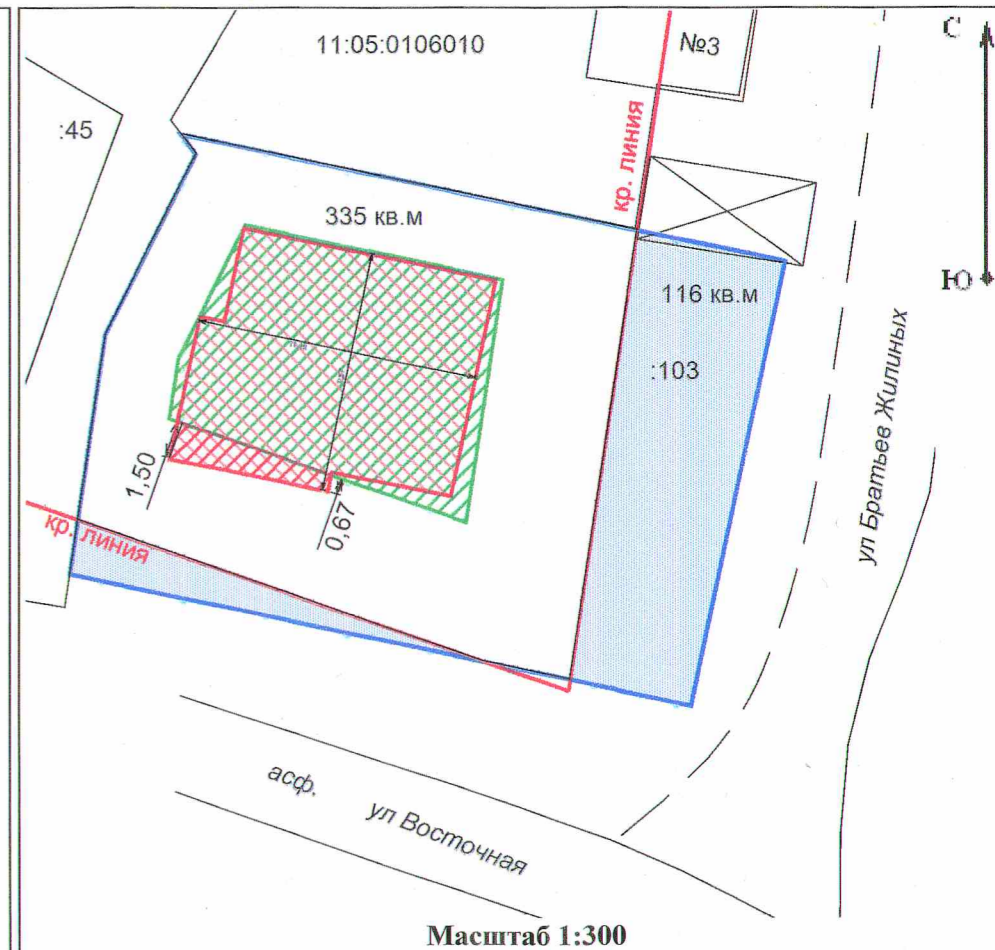 С
11:05:0106010
№3
:45
кр. линия
335 кв.м
Ю
116 кв.м
:103
ул Братьев Жилиных
1,50
0,67
кр. линия
асф.
ул Восточная
Масштаб 1:300